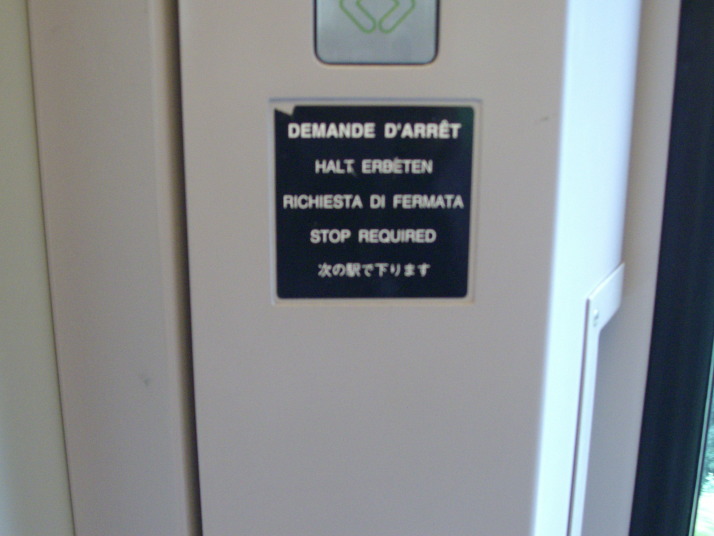 DEMANDE D'ARRÊT
HALT ERBETEN
RICHIESTA DI FERMATA
STOP REQUIRED
次の駅で下ります